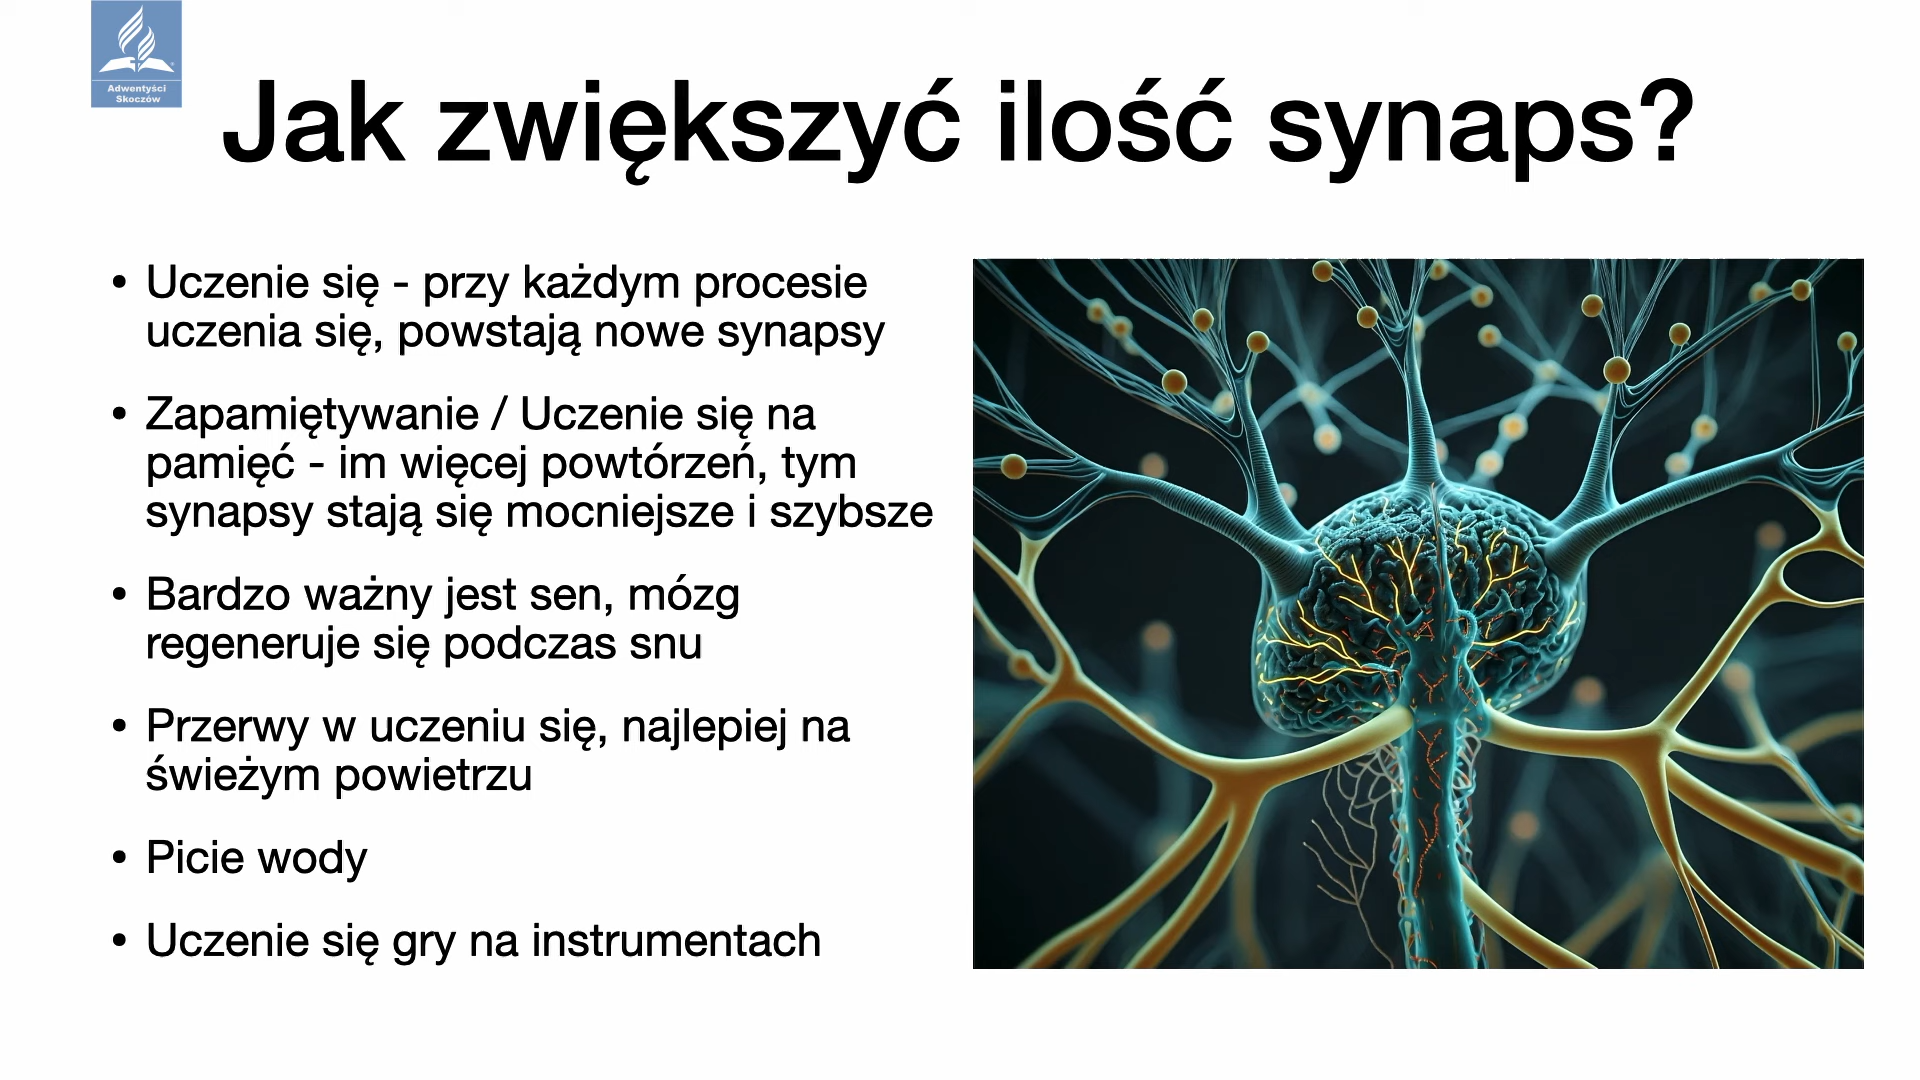 Adwentyści
Skoczów
Jak zwiększyć ilość synaps?
• Uczenie się - przy każdym procesie
uczenia się, powstają nowe synapsy
• Zapamiętywanie / Uczenie się na
pamięć - im więcej powtórzeń, tym
synapsy stają się mocniejsze i szybsze
• Bardzo ważny jest sen, mózg
regeneruje się podczas snu
• Przerwy w uczeniu się, najlepiej na
świeżym powietrzu
• Picie wody
• Uczenie się gry na instrumentach